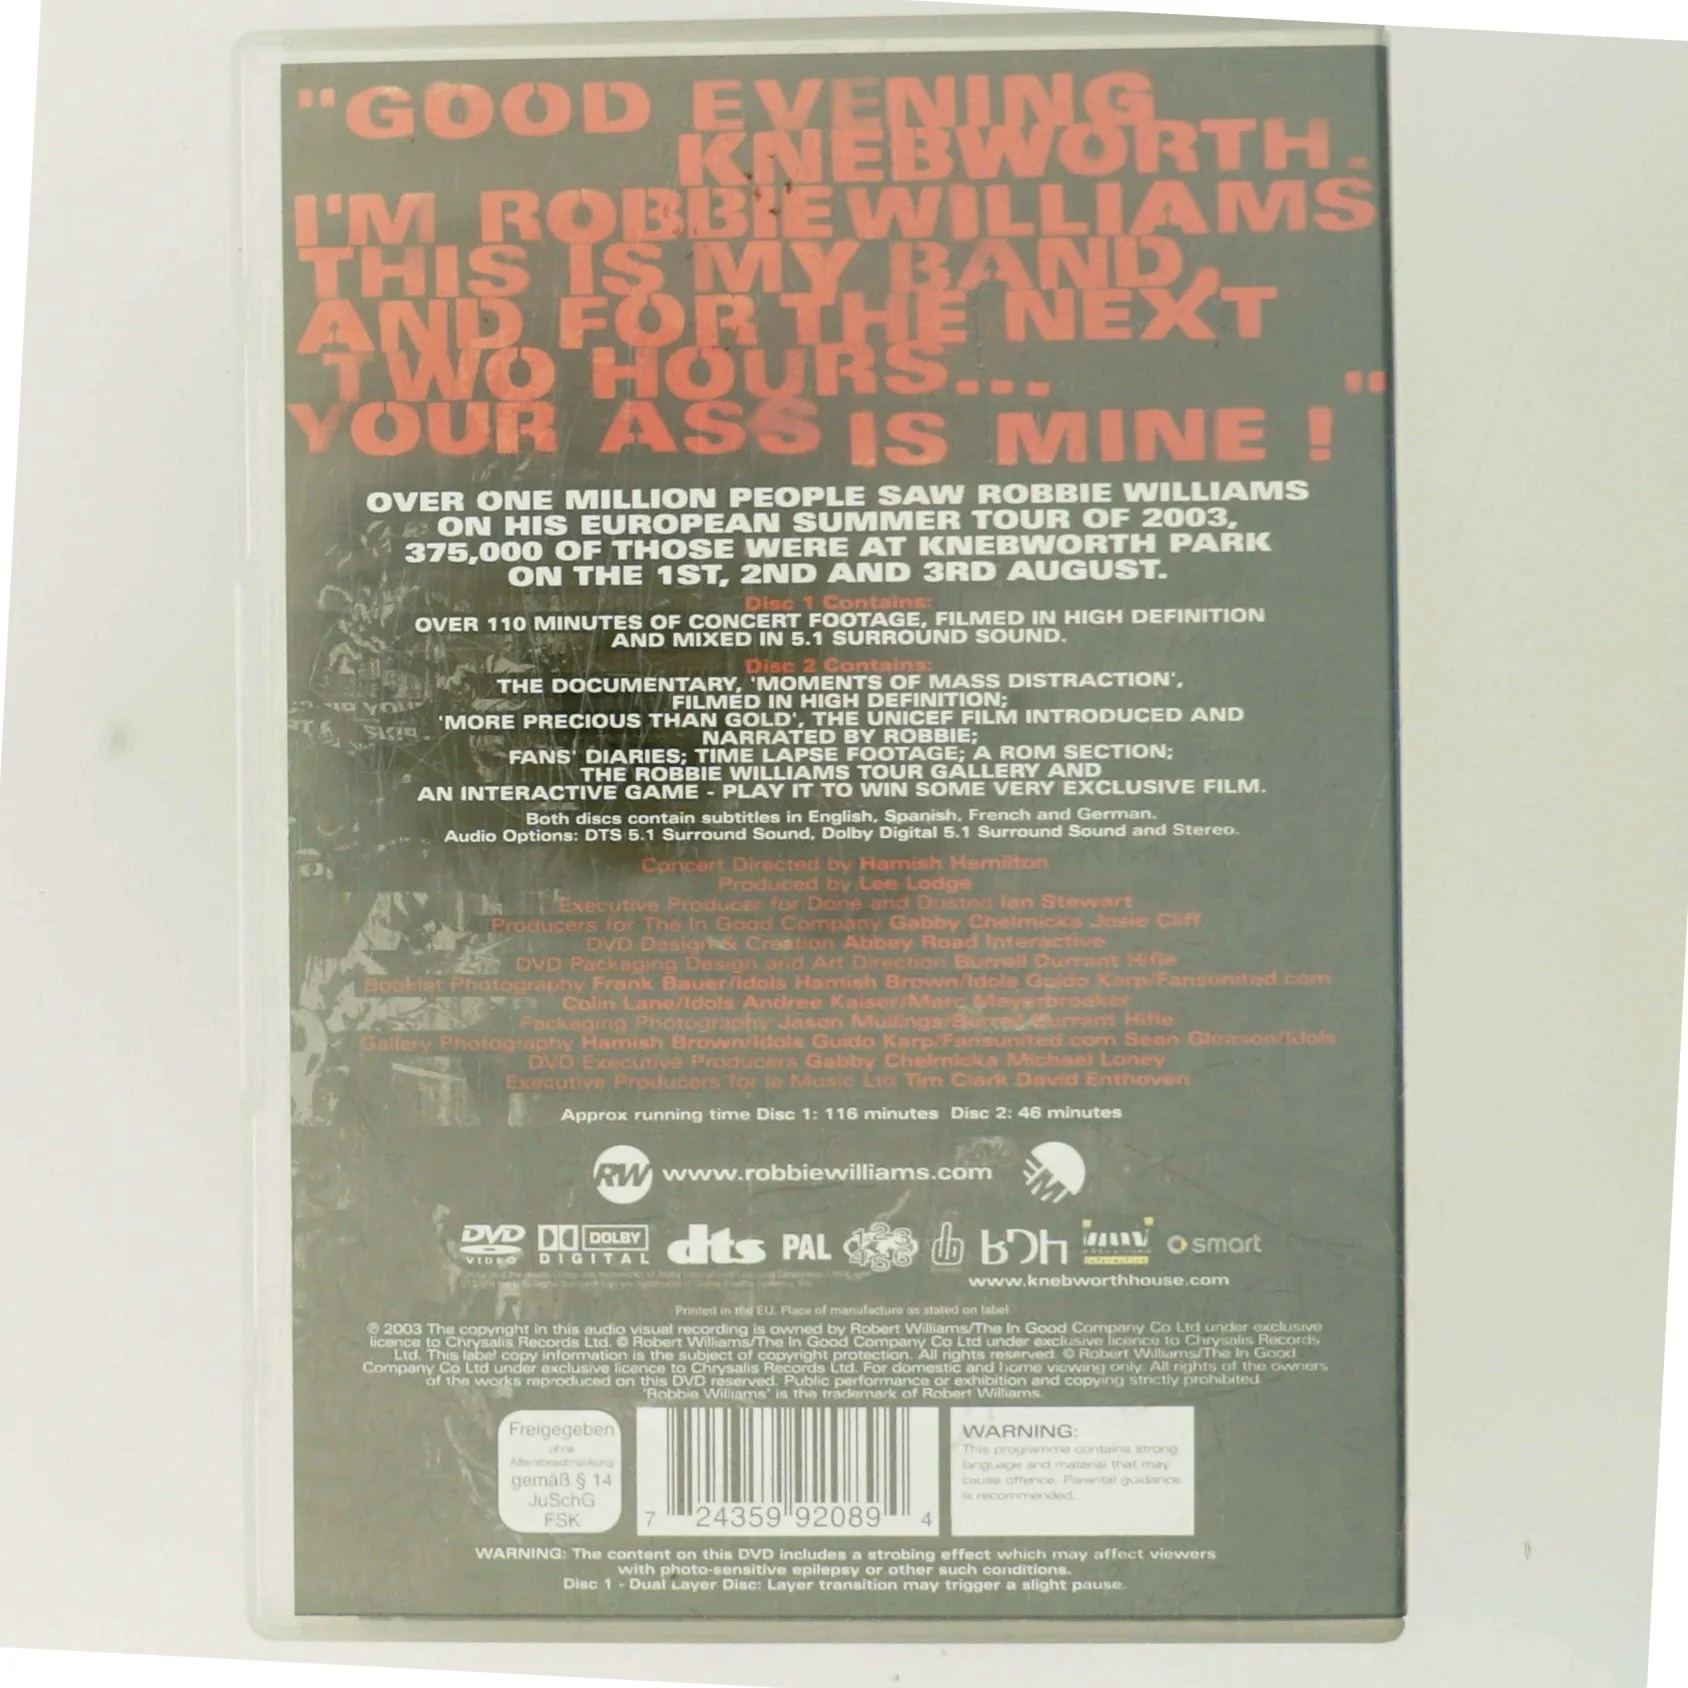 "GOOD EVENING
KNEBWORTH.
I'M ROBBIE WILLIAMS
THIS IS MY BAND,
AND FOR THE NEXT
TWO HOURS...
YOUR ASS IS MINE !"
OVER ONE MILLION PEOPLE SAW ROBBIE WILLIAMS
ON HIS EUROPEAN SUMMER TOUR OF 2003,
375,000 OF THOSE WERE AT KNEBWORTH PARK
ON THE 1ST, 2ND AND 3RD AUGUST.
Disc 1 Contains:
OVER 110 MINUTES OF CONCERT FOOTAGE, FILMED IN HIGH DEFINITION
AND MIXED IN 5.1 SURROUND SOUND.
Disc 2 Contains:
THE DOCUMENTARY, 'MOMENTS OF MASS DISTRACTION',
FILMED IN HIGH DEFINITION;
'MORE PRECIOUS THAN GOLD', THE UNICEF FILM INTRODUCED AND
NARRATED BY ROBBIE;
FANS' DIARIES; TIME LAPSE FOOTAGE; A ROM SECTION;
THE ROBBIE WILLIAMS TOUR GALLERY AND
AN INTERACTIVE GAME - PLAY IT TO WIN SOME VERY EXCLUSIVE FILM.
Both discs contain subtitles in English, Spanish, French and German.
Audio Options: DTS 5.1 Surround Sound, Dolby Digital 5.1 Surround Sound and Stereo.
Concert Directed by Hamish Hamilton
Produced by Lee Lodge
Executive Producer for Done and Dusted Ian Stewart
Producers for The In Good Company Gabby Chelmicka Josie Cliff
DVD Design & Creation Abbey Road Interactive
DVD Packaging Design and Art Direction Burrell Durrant Hifle
Booklet Photography Frank Bauer/Idols Hamish Brown/Idols Guido Karp/Fansunited.com
Colin Lane/Idols Andree Kaiser/Marc Meyerbroeker
Packaging Photography Jason Mullings/Burrell Durrant Hifle
Gallery Photography Hamish Brown/Idols Guido Karp/Fansunited.com Sean Gleason/Idols
DVD Executive Producers Gabby Chelmicka Michael Loney
Executive Producers for ie Music Ltd Tim Clark David Enthoven
Approx running time Disc 1: 116 minutes Disc 2: 46 minutes
RW www.robbiewilliams.com EMI
DVD VIDEO DOLBY DIGITAL dts PAL 1 2 3 4 5 6 BDH smart
www.knebworthhouse.com
Printed in the EU. Place of manufacture as stated on label
℗ 2003 The copyright in this audio visual recording is owned by Robert Williams/The In Good Company Co Ltd under exclusive
licence to Chrysalis Records Ltd. © Robert Williams/The In Good Company Co Ltd under exclusive licence to Chrysalis Records
Ltd. This label copy information is the subject of copyright protection. All rights reserved. © Robert Williams/The In Good
Company Co Ltd under exclusive licence to Chrysalis Records Ltd. For domestic and home viewing only. All rights of the owners
of the works reproduced on this DVD reserved. Public performance or exhibition and copying strictly prohibited.
'Robbie Williams' is the trademark of Robert Williams.
Freigegeben
ohne
Altersbeschränkung
gemäß § 14
JuSchG
FSK
7 24359 92089 4
WARNING:
This programme contains strong
language and material that may
cause offence. Parental guidance
is recommended.
WARNING: The content on this DVD includes a strobing effect which may affect viewers
with photo-sensitive epilepsy or other such conditions.
Disc 1 - Dual Layer Disc: Layer transition may trigger a slight pause.